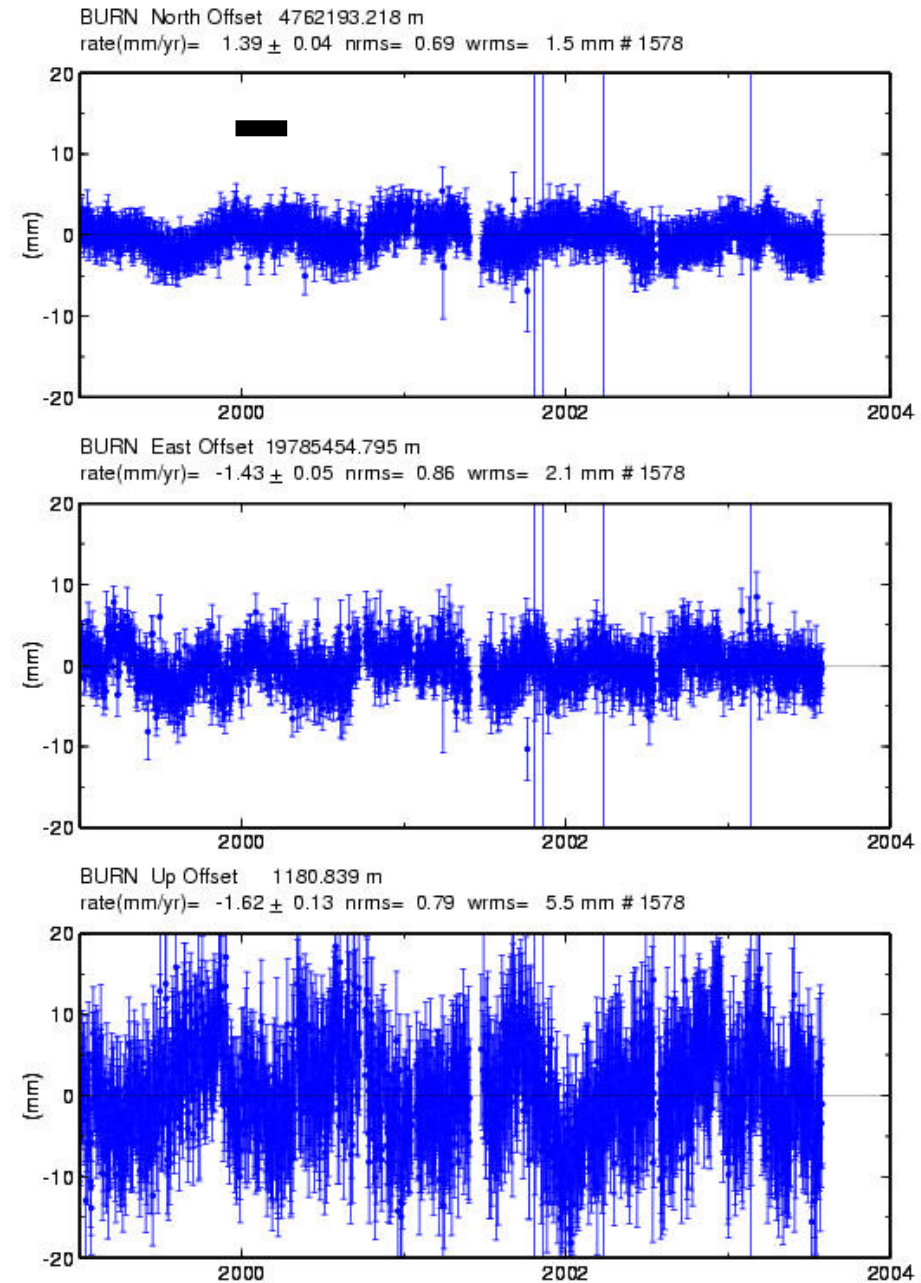 BURN North Offset 4762193.218 m
rate(mm/yr)= 1.39 ± 0.04 nrms= 0.69 wrms= 1.5 mm # 1578
20
10
0
-10
-20
(mm)
2000 2002 2004
BURN East Offset 19785454.795 m
rate(mm/yr)= -1.43 ± 0.05 nrms= 0.86 wrms= 2.1 mm # 1578
20
10
0
-10
-20
(mm)
2000 2002 2004
BURN Up Offset 1180.839 m
rate(mm/yr)= -1.62 ± 0.13 nrms= 0.79 wrms= 5.5 mm # 1578
20
10
0
-10
-20
(mm)
2000 2002 2004